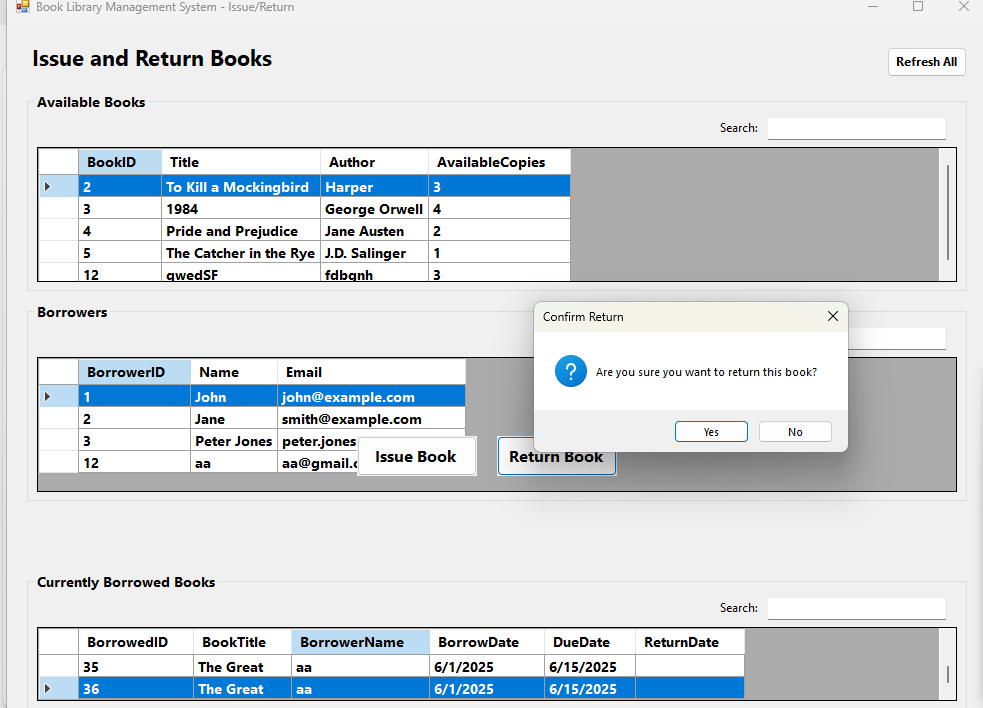 Book Library Management System - Issue/Return
Issue and Return Books
Refresh All
Available Books
Search:
BookID Title Author AvailableCopies
2 To Kill a Mockingbird Harper 3
3 1984 George Orwell 4
4 Pride and Prejudice Jane Austen 2
5 The Catcher in the Rye J.D. Salinger 1
12 qwedSF fdbgnh 3
Borrowers
BorrowerID Name Email
1 John john@example.com
2 Jane smith@example.com
3 Peter Jones peter.jones
12 aa aa@gmail.c
Issue Book
Return Book
Confirm Return
Are you sure you want to return this book?
Yes
No
Currently Borrowed Books
Search:
BorrowedID BookTitle BorrowerName BorrowDate DueDate ReturnDate
35 The Great aa 6/1/2025 6/15/2025
36 The Great aa 6/1/2025 6/15/2025